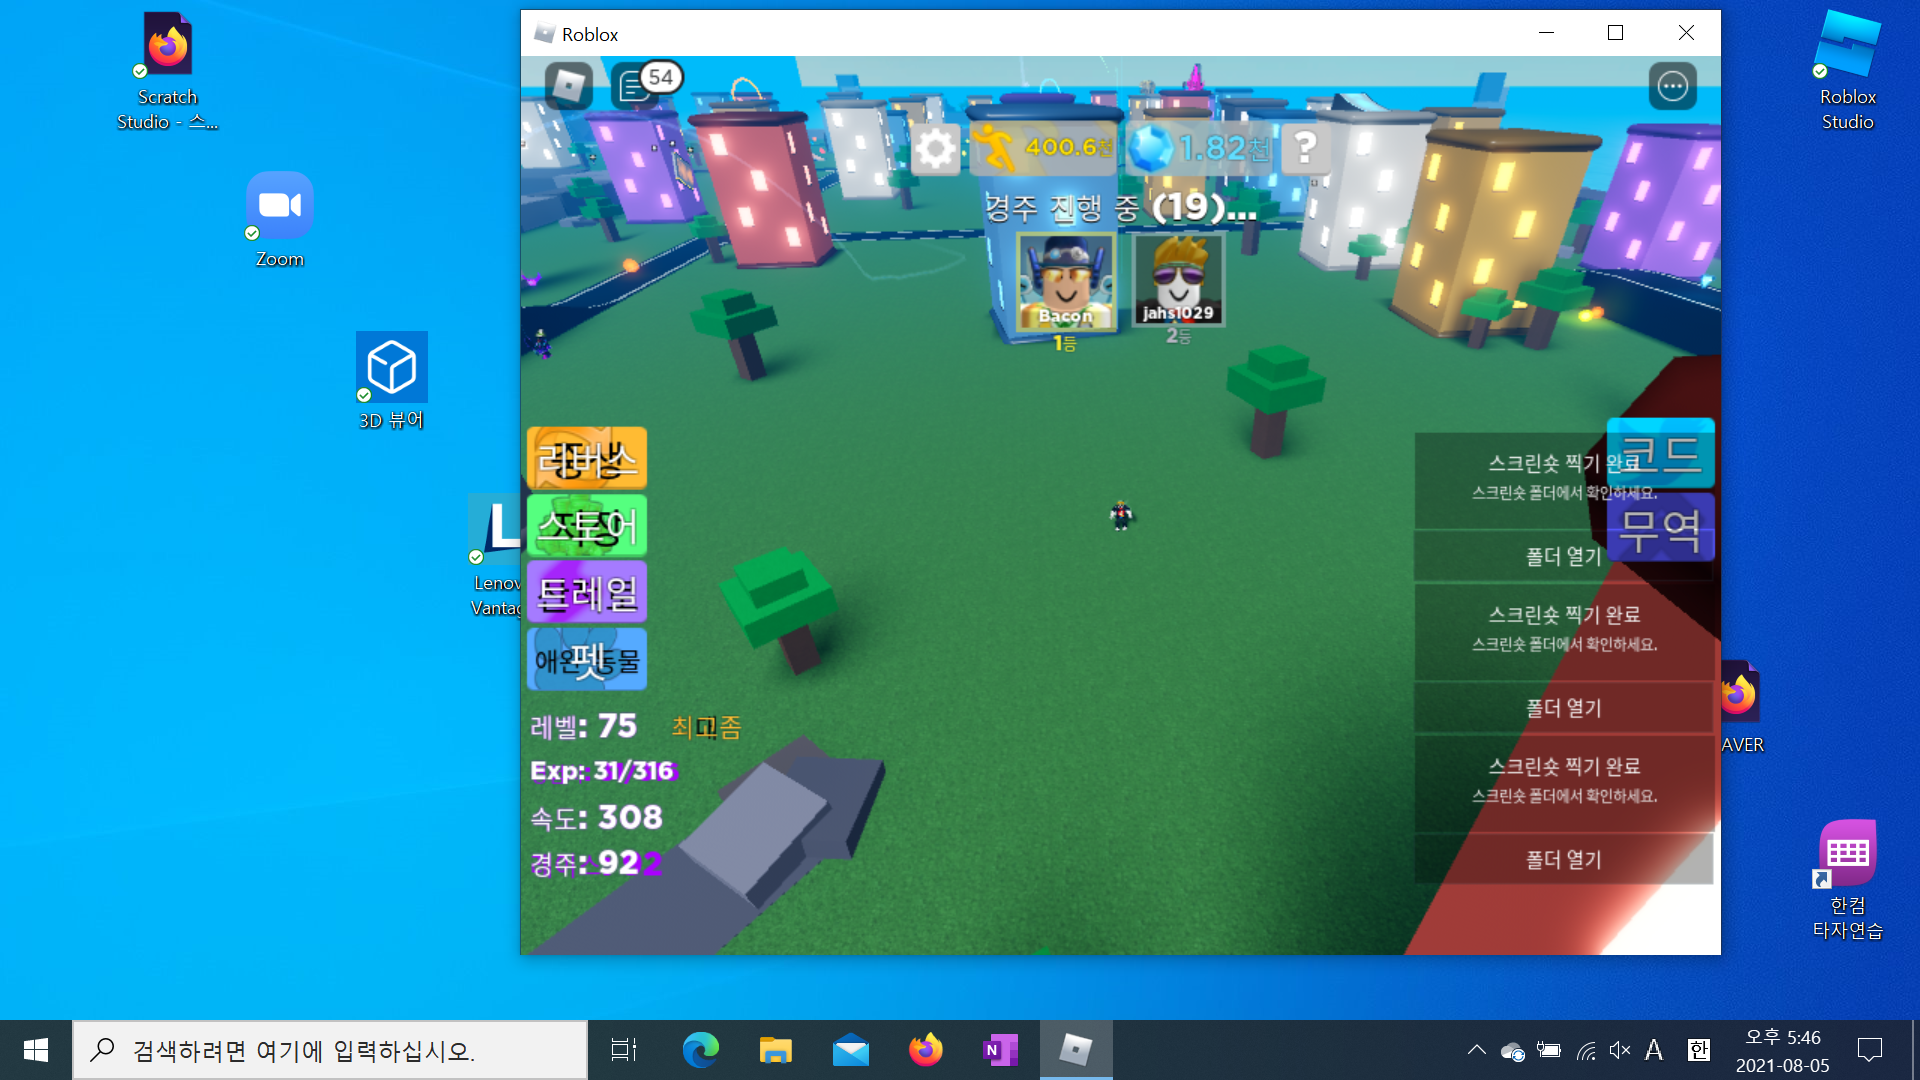 Scratch
Studio - 스...
Zoom
3D 뷰어
Lenov
Vantag
Roblox
54
400.6천
1.82천
?
경주 진행 중 (19)...
Bacon
1등
jahs1029
2등
리버스
스토어
트레일
펫
애완 동물
레벨: 75
Exp: 31/316
속도: 308
경주: 92
코드
무역
스크린숏 찍기 완료
스크린숏 폴더에서 확인하세요.
폴더 열기
스크린숏 찍기 완료
스크린숏 폴더에서 확인하세요.
폴더 열기
스크린숏 찍기 완료
스크린숏 폴더에서 확인하세요.
폴더 열기
Roblox
Studio
AVER
한컴
타자연습
검색하려면 여기에 입력하십시오.
N
A
한
오후 5:46
2021-08-05